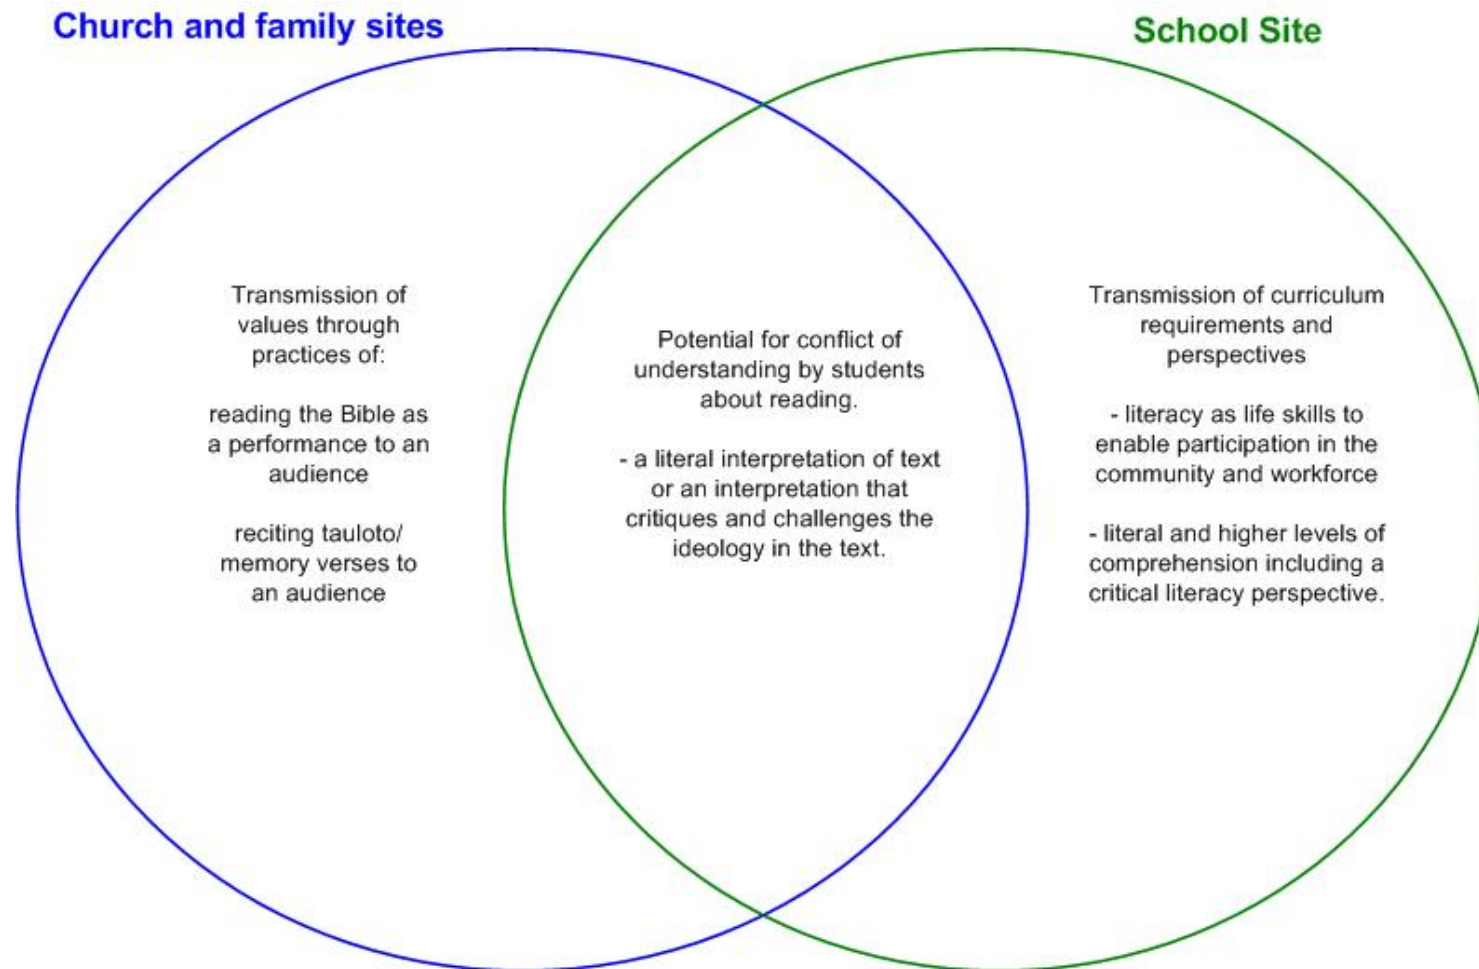 Church and family sites
School Site
Transmission of
values through
practices of:
reading the Bible as
a performance to an
audience
reciting tauloto/
memory verses to
an audience
Potential for conflict of
understanding by students
about reading.
- a literal interpretation of text
or an interpretation that
critiques and challenges the
ideology in the text.
Transmission of curriculum
requirements and
perspectives
- literacy as life skills to
enable participation in the
community and workforce
- literal and higher levels of
comprehension including a
critical literacy perspective.